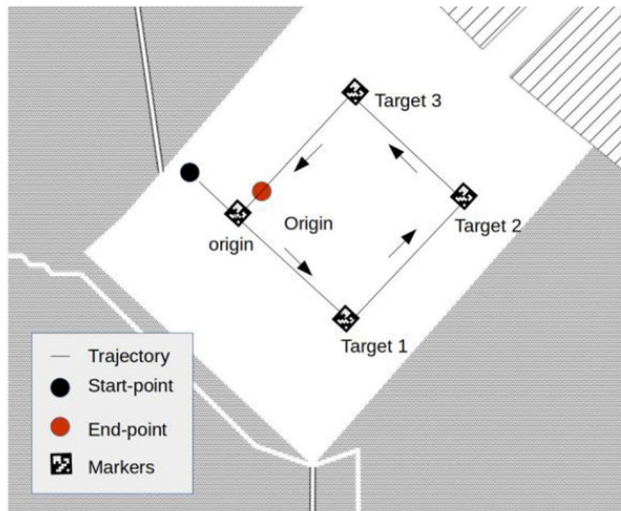 Target 3
Origin
origin
Target 2
Target 1
Trajectory
Start-point
End-point
Markers